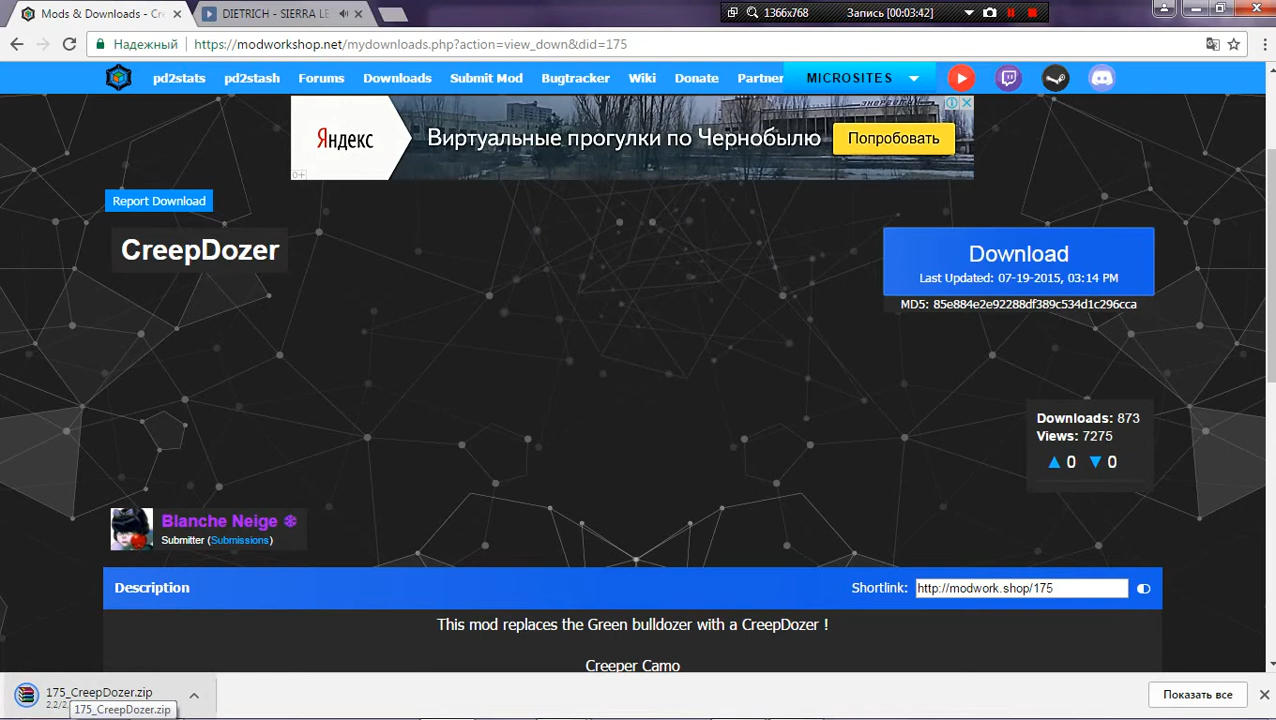 Mods & Downloads - Cre
DIETRICH - SIERRA LE
1366x768
Запись [00:03:42]
Надежный
https://modworkshop.net/mydownloads.php?action=view_down&did=175
pd2stats
pd2stash
Forums
Downloads
Submit Mod
Bugtracker
Wiki
Donate
Partner
MICROSITES
Яндекс
Виртуальные прогулки по Чернобылю
Попробовать
0+
Report Download
CreepDozer
Download
Last Updated: 07-19-2015, 03:14 PM
MD5: 85e884e2e92288df389c534d1c296cca
Downloads: 873
Views: 7275
0
0
Blanche Neige
Submitter (Submissions)
Description
Shortlink:
http://modwork.shop/175
This mod replaces the Green bulldozer with a CreepDozer !
Creeper Camo
175_CreepDozer.zip
175_CreepDozer.zip
Показать все